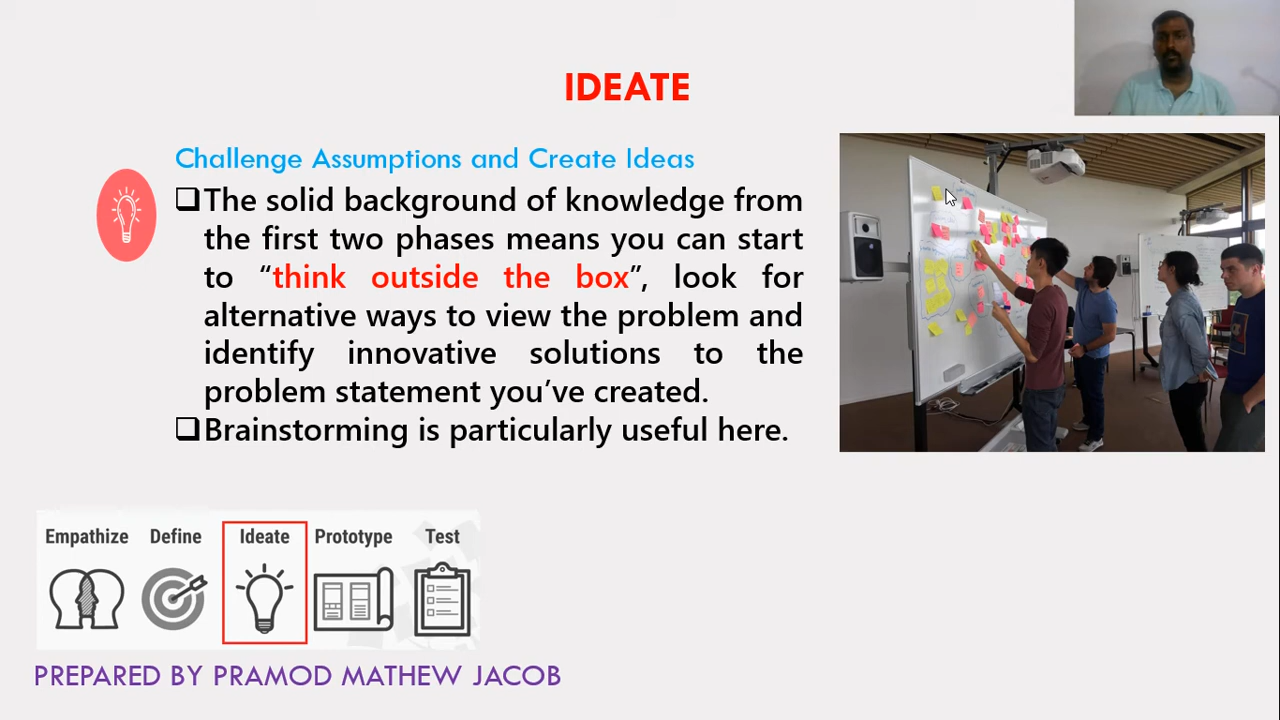 IDEATE
Challenge Assumptions and Create Ideas
The solid background of knowledge from
the first two phases means you can start
to “think outside the box”, look for
alternative ways to view the problem and
identify innovative solutions to the
problem statement you’ve created.
Brainstorming is particularly useful here.
Empathize Define Ideate Prototype Test
PREPARED BY PRAMOD MATHEW JACOB